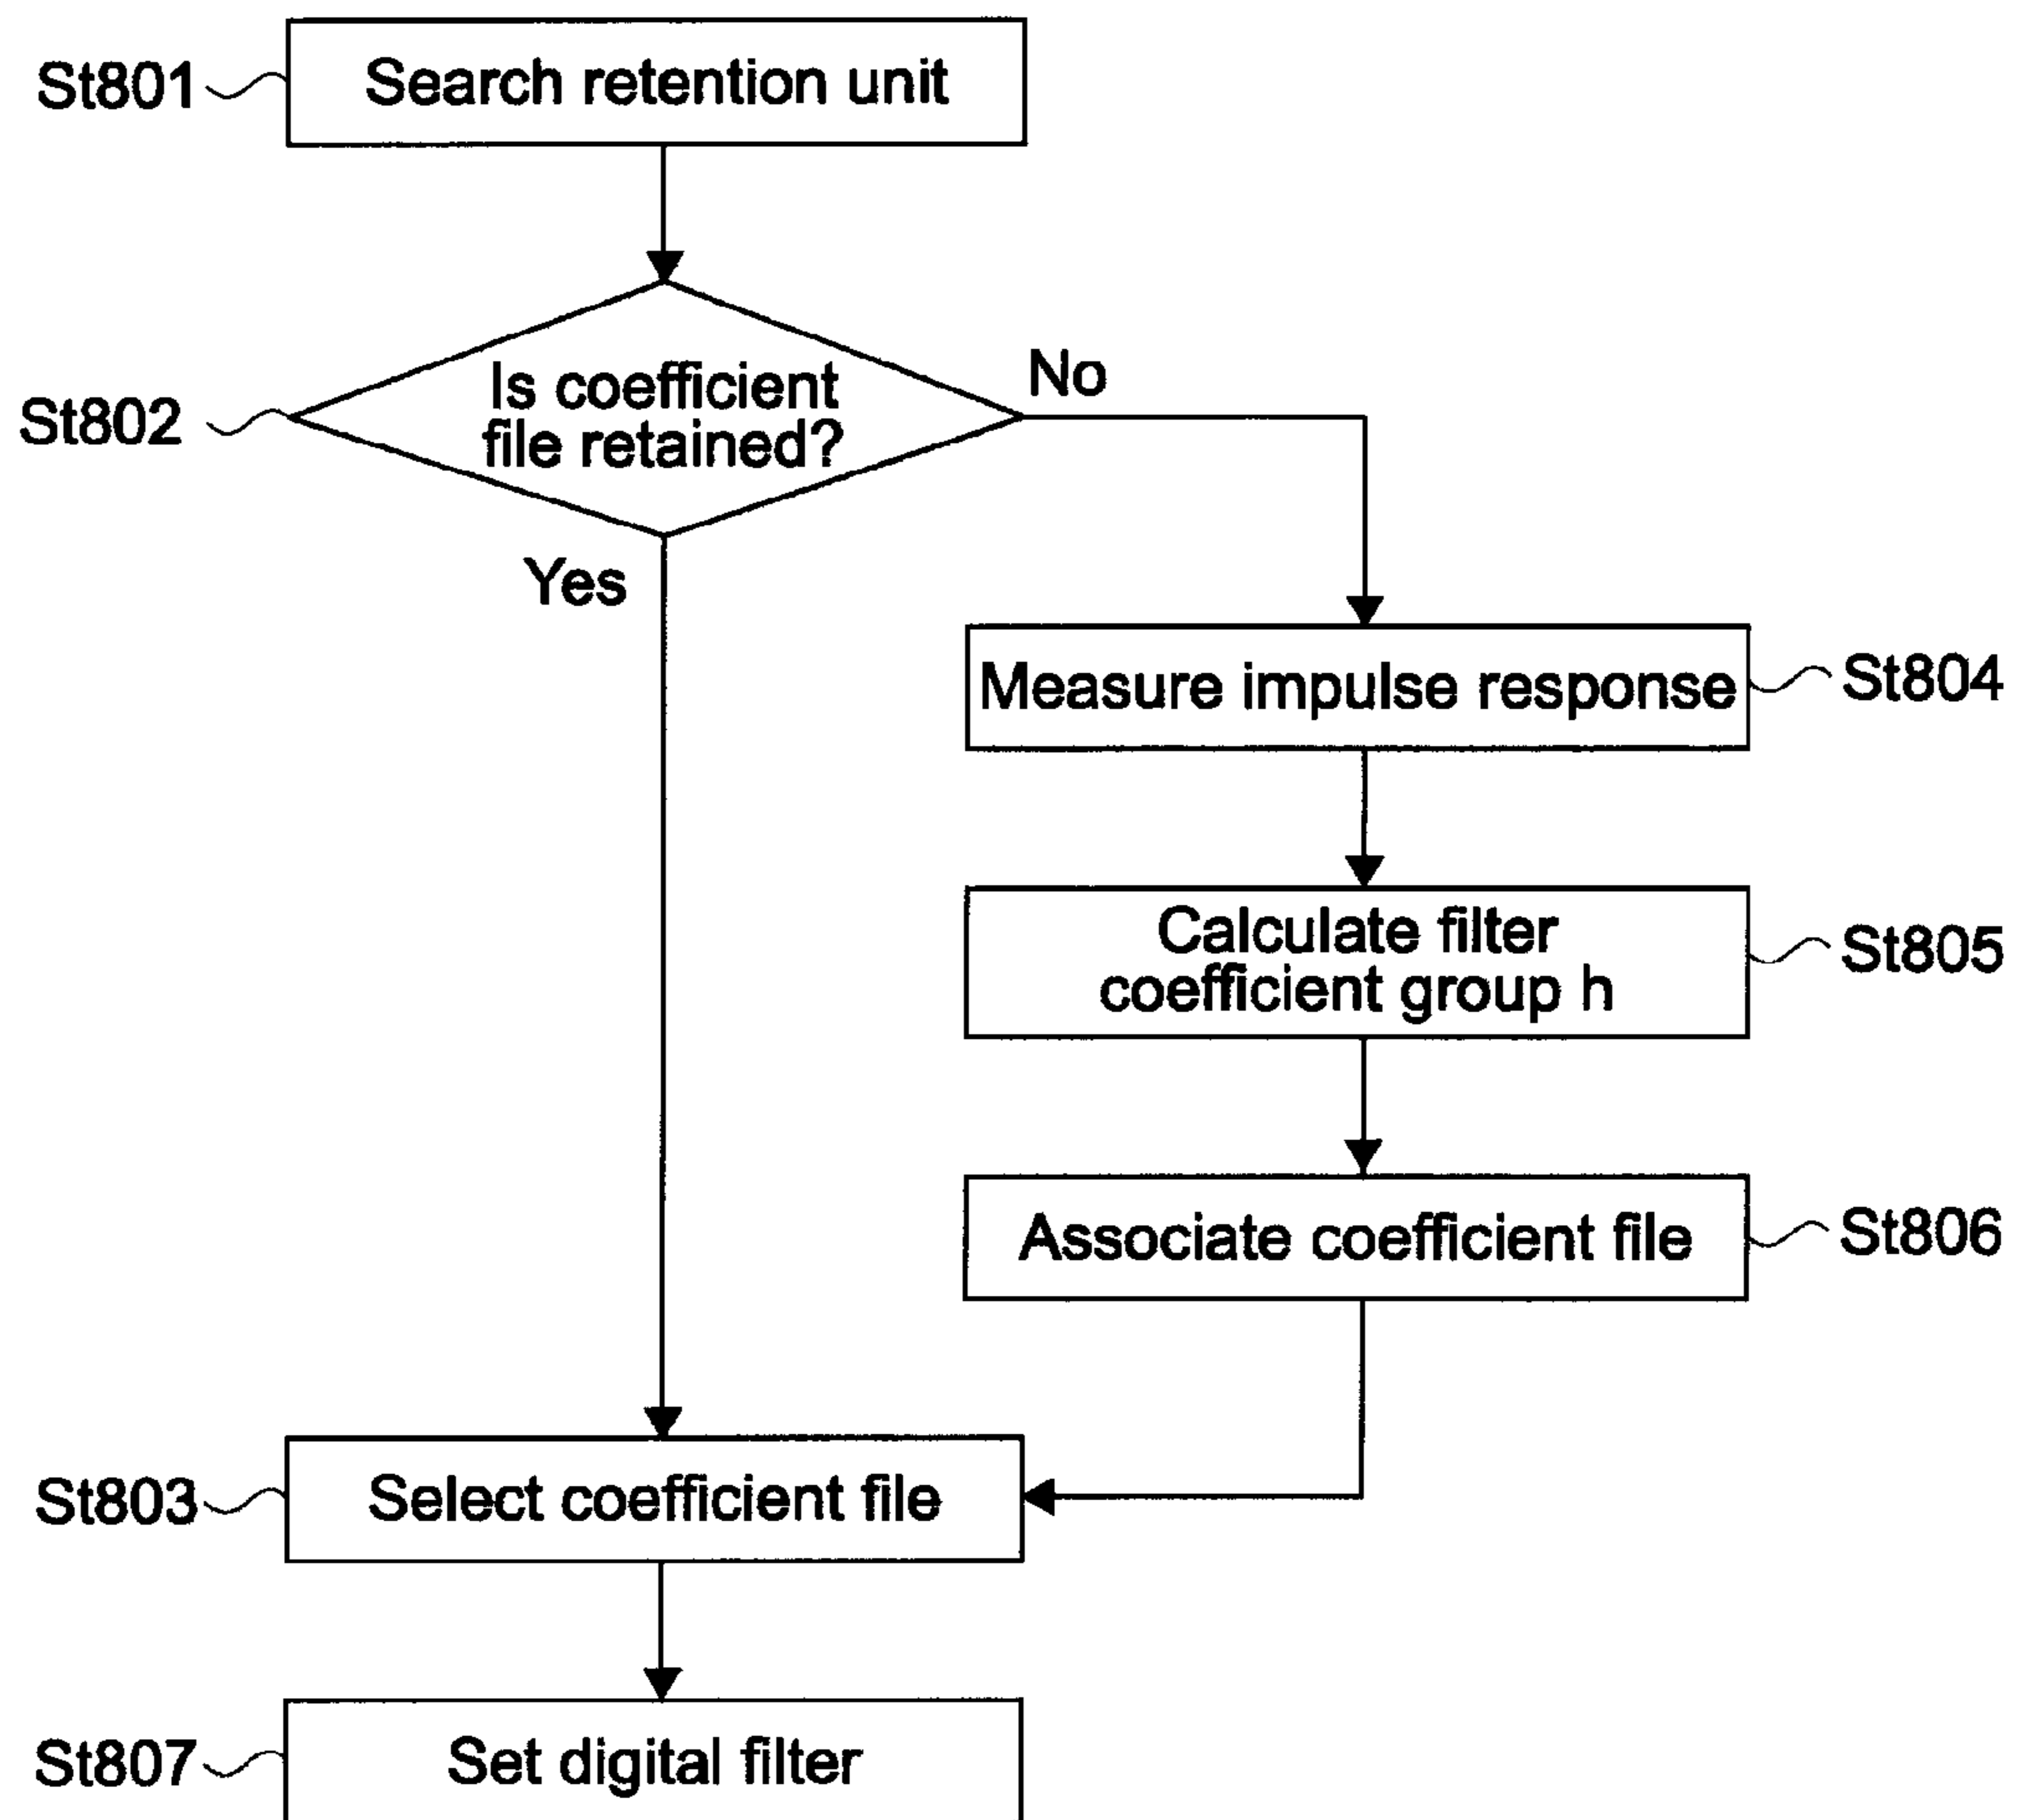 St801
Search retention unit
St802
Is coefficient
file retained?
No
Yes
Measure impulse response
St804
Calculate filter
coefficient group h
St805
Associate coefficient file
St806
St803
Select coefficient file
St807
Set digital filter